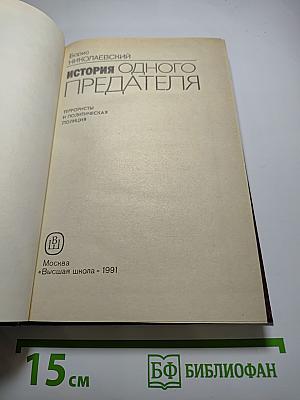 Борис
НИКОЛАЕВСКИЙ
ИСТОРИЯ ОДНОГО
ПРЕДАТЕЛЯ
ТЕРРОРИСТЫ
И ПОЛИТИЧЕСКАЯ
ПОЛИЦИЯ
Москва
«Высшая школа» 1991
15 см
БФ БИБЛИОФАН